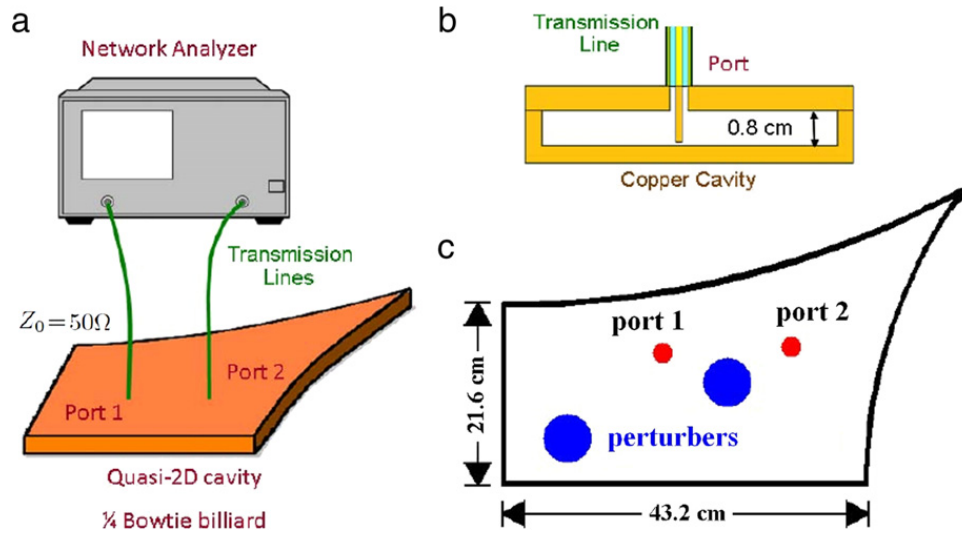 a
Network Analyzer
Transmission
Lines
Z₀ = 50Ω
Port 1
Port 2
Quasi-2D cavity
¼ Bowtie billiard
b
Transmission
Line
Port
0.8 cm
Copper Cavity
c
port 1
port 2
21.6 cm
perturbers
43.2 cm